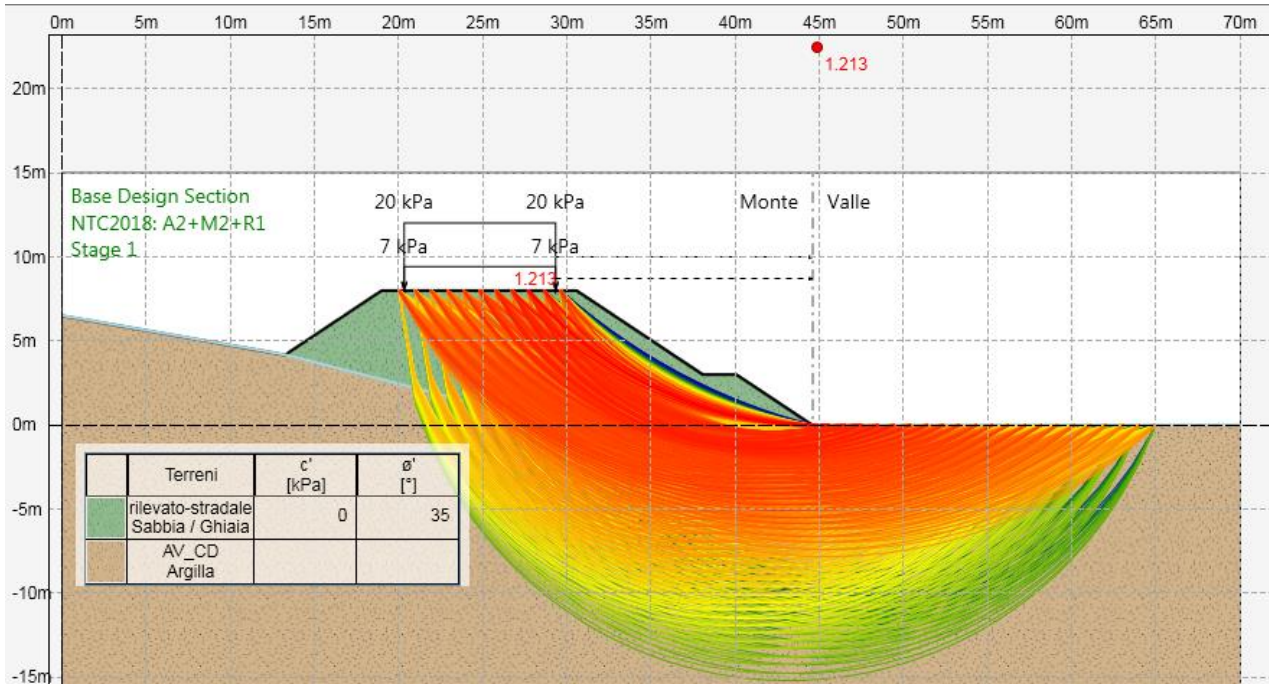 0m 5m 10m 15m 20m 25m 30m 35m 40m 45m 50m 55m 60m 65m 70m
1.213
20m
15m
Base Design Section
NTC2018: A2+M2+R1
Stage 1
20 kPa 20 kPa
Monte Valle
7 kPa 7 kPa
10m
1.213
5m
0m
Terreni c' [kPa] ø' [°]
rilevato-stradale
Sabbia / Ghiaia 0 35
AV_CD
Argilla
-5m
-10m
-15m